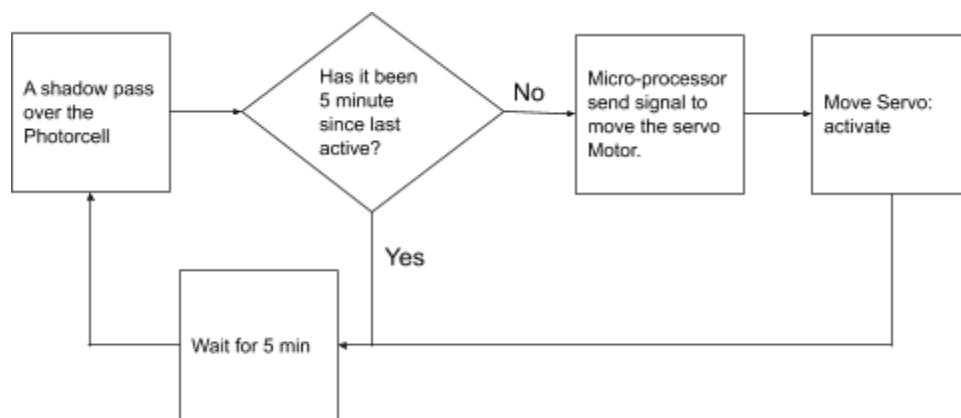 A shadow pass
over the
Photorcell
Has it been
5 minute
since last
active?
No
Micro-processor
send signal to
move the servo
Motor.
Move Servo:
activate
Yes
Wait for 5 min